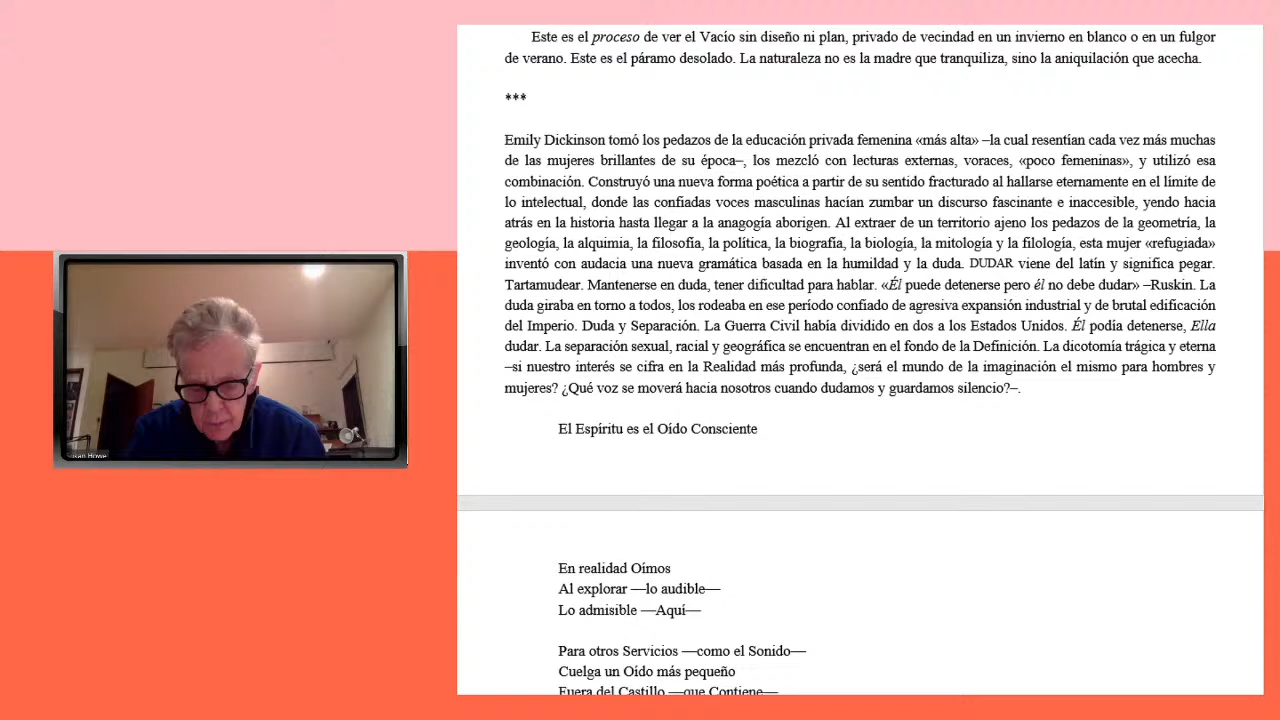 Este es el proceso de ver el Vacío sin diseño ni plan, privado de vecindad en un invierno en blanco o en un fulgor
de verano. Este es el páramo desolado. La naturaleza no es la madre que tranquiliza, sino la aniquilación que acecha.
***
Emily Dickinson tomó los pedazos de la educación privada femenina «más alta» –la cual resentían cada vez más muchas
de las mujeres brillantes de su época–, los mezcló con lecturas externas, voraces, «poco femeninas», y utilizó esa
combinación. Construyó una nueva forma poética a partir de su sentido fracturado al hallarse eternamente en el límite de
lo intelectual, donde las confiadas voces masculinas hacían zumbar un discurso fascinante e inaccesible, yendo hacia
atrás en la historia hasta llegar a la anagogía aborigen. Al extraer de un territorio ajeno los pedazos de la geometría, la
geología, la alquimia, la filosofía, la política, la biografía, la biología, la mitología y la filología, esta mujer «refugiada»
inventó con audacia una nueva gramática basada en la humildad y la duda. DUDAR viene del latín y significa pegar.
Tartamudear. Mantenerse en duda, tener dificultad para hablar. «Él puede detenerse pero él no debe dudar» –Ruskin. La
duda giraba en torno a todos, los rodeaba en ese período confiado de agresiva expansión industrial y de brutal edificación
del Imperio. Duda y Separación. La Guerra Civil había dividido en dos a los Estados Unidos. Él podía detenerse, Ella
dudar. La separación sexual, racial y geográfica se encuentran en el fondo de la Definición. La dicotomía trágica y eterna
–si nuestro interés se cifra en la Realidad más profunda, ¿será el mundo de la imaginación el mismo para hombres y
mujeres? ¿Qué voz se moverá hacia nosotros cuando dudamos y guardamos silencio?–.
El Espíritu es el Oído Consciente
En realidad Oímos
Al explorar —lo audible—
Lo admisible —Aquí—
Para otros Servicios —como el Sonido—
Cuelga un Oído más pequeño
Fuera del Castillo —que Contiene—
Howe